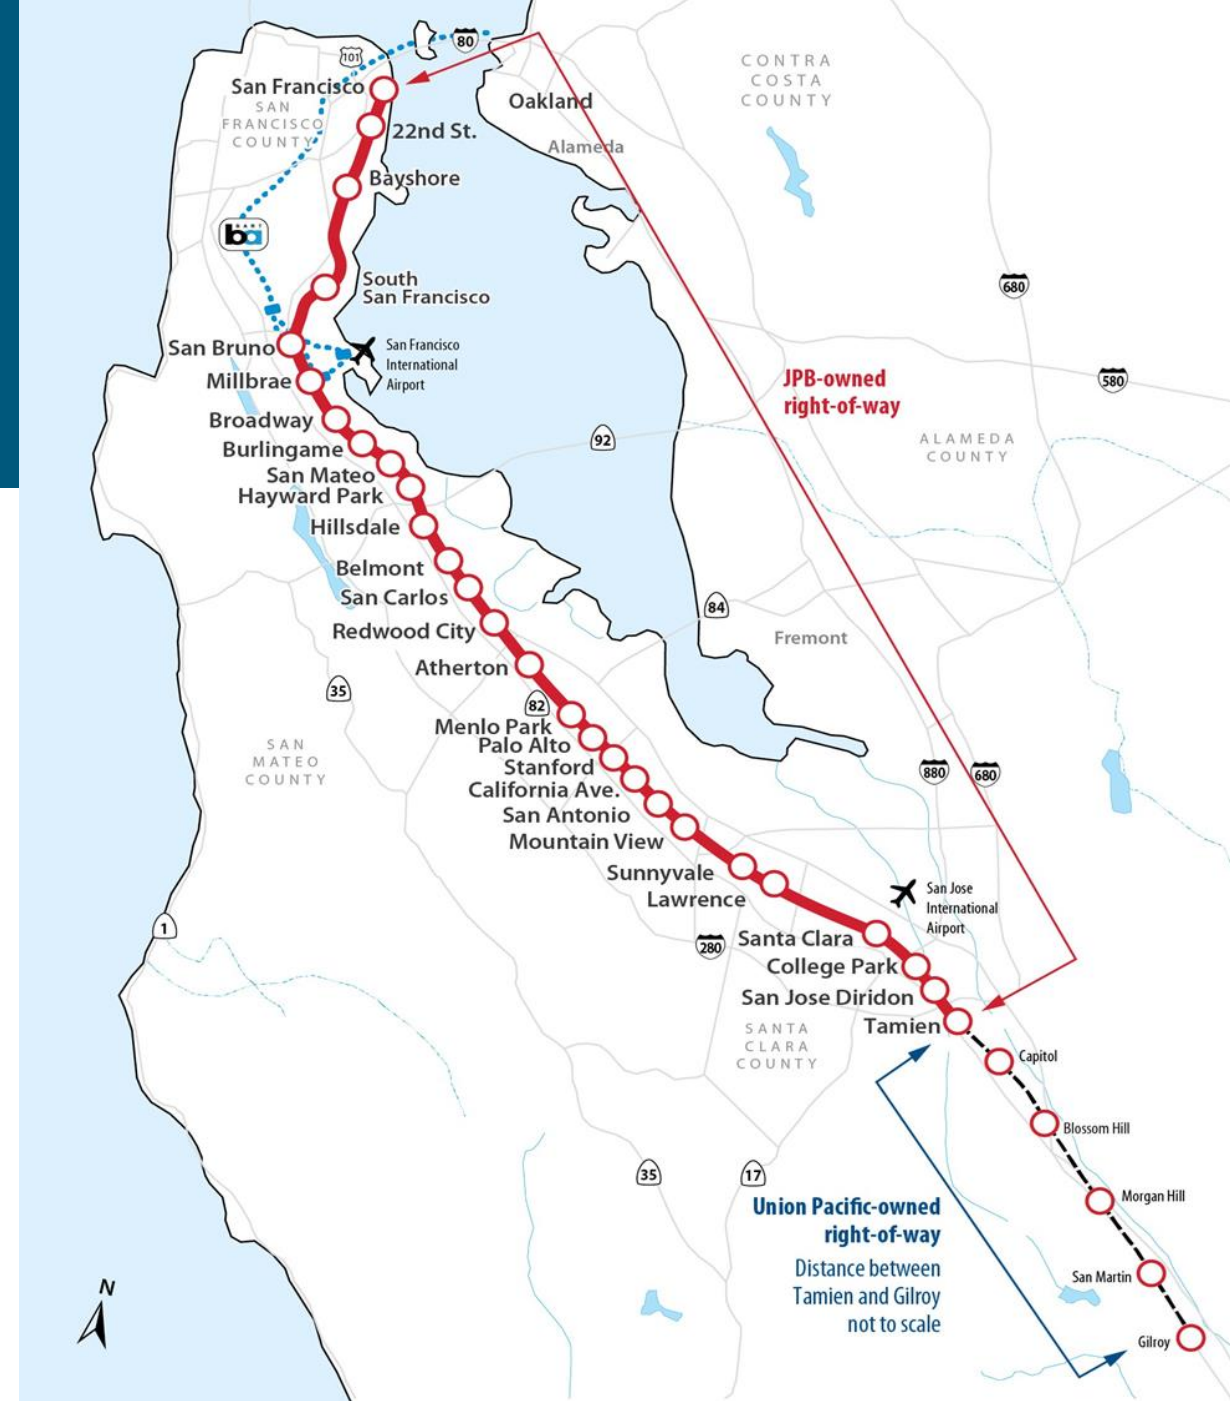 80
101
San Francisco
SAN
FRANCISCO
COUNTY
22nd St.
Oakland
Alameda
CONTRA
COSTA
COUNTY
Bayshore
BART
ba
South
San Francisco
680
San Bruno
San Francisco
International
Airport
Millbrae
JPB-owned
right-of-way
580
Broadway
Burlingame
92
ALAMEDA
COUNTY
San Mateo
Hayward Park
Hillsdale
Belmont
San Carlos
84
Redwood City
Fremont
Atherton
35
82
Menlo Park
Palo Alto
SAN
MATEO
COUNTY
Stanford
880
680
California Ave.
San Antonio
Mountain View
Sunnyvale
Lawrence
San Jose
International
Airport
1
280
Santa Clara
College Park
San Jose Diridon
Tamien
SANTA
CLARA
COUNTY
Capitol
Blossom Hill
35
17
Morgan Hill
Union Pacific-owned
right-of-way
Distance between
Tamien and Gilroy
not to scale
San Martin
N
Gilroy